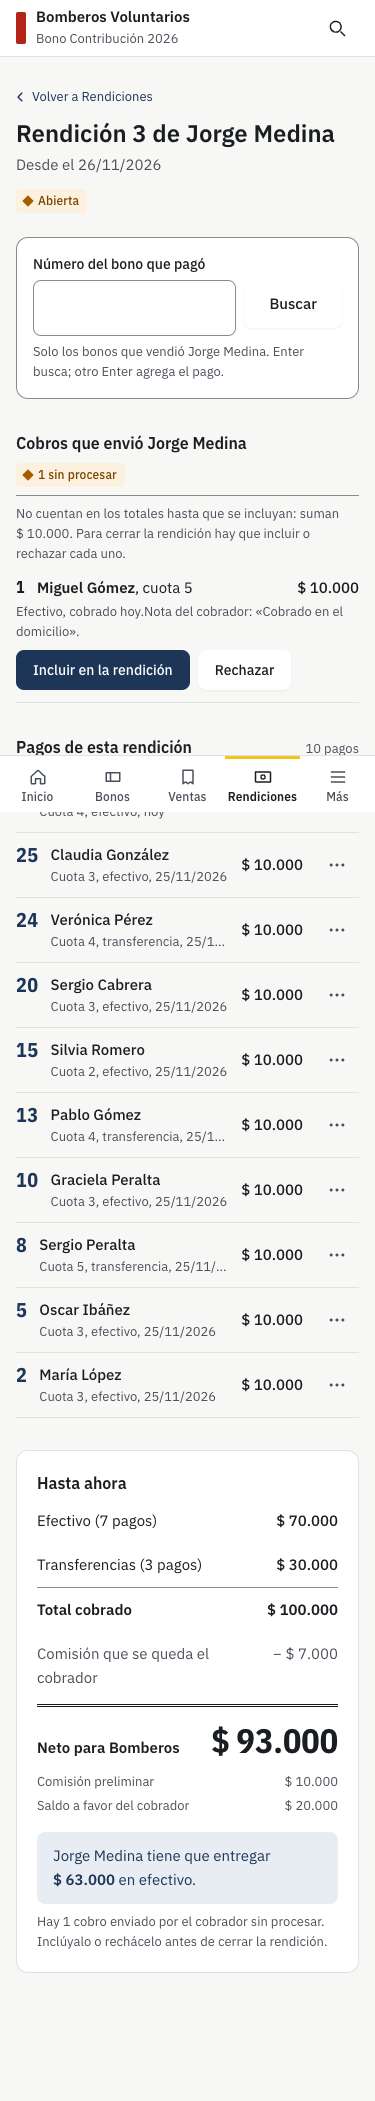 Bomberos Voluntarios
Bono Contribución 2026
Volver a Rendiciones
Rendición 3 de Jorge Medina
Desde el 26/11/2026
Abierta
Número del bono que pagó
Buscar
Solo los bonos que vendió Jorge Medina. Enter
busca; otro Enter agrega el pago.
Cobros que envió Jorge Medina
1 sin procesar
No cuentan en los totales hasta que se incluyan: suman
$ 10.000. Para cerrar la rendición hay que incluir o
rechazar cada uno.
1 Miguel Gómez, cuota 5 $ 10.000
Efectivo, cobrado hoy.Nota del cobrador: «Cobrado en el
domicilio».
Incluir en la rendición Rechazar
Pagos de esta rendición 10 pagos
Inicio Bonos Ventas Rendiciones Más
Cuota 4, efectivo, hoy
25 Claudia González $ 10.000
Cuota 3, efectivo, 25/11/2026
24 Verónica Pérez $ 10.000
Cuota 4, transferencia, 25/1...
20 Sergio Cabrera $ 10.000
Cuota 3, efectivo, 25/11/2026
15 Silvia Romero $ 10.000
Cuota 2, efectivo, 25/11/2026
13 Pablo Gómez $ 10.000
Cuota 4, transferencia, 25/1...
10 Graciela Peralta $ 10.000
Cuota 3, efectivo, 25/11/2026
8 Sergio Peralta $ 10.000
Cuota 5, transferencia, 25/11/...
5 Oscar Ibáñez $ 10.000
Cuota 3, efectivo, 25/11/2026
2 María López $ 10.000
Cuota 3, efectivo, 25/11/2026
Hasta ahora
Efectivo (7 pagos) $ 70.000
Transferencias (3 pagos) $ 30.000
Total cobrado $ 100.000
Comisión que se queda el − $ 7.000
cobrador
Neto para Bomberos $ 93.000
Comisión preliminar $ 10.000
Saldo a favor del cobrador $ 20.000
Jorge Medina tiene que entregar
$ 63.000 en efectivo.
Hay 1 cobro enviado por el cobrador sin procesar.
Inclúyalo o rechácelo antes de cerrar la rendición.